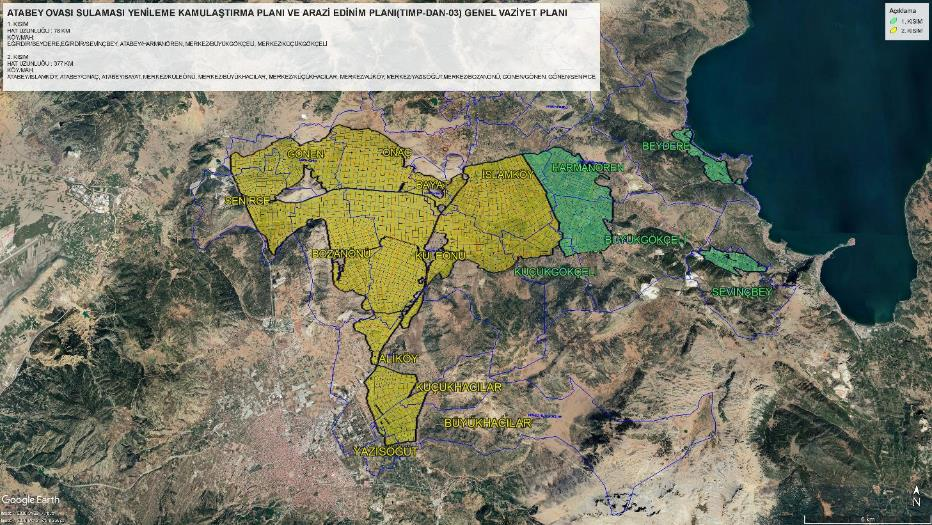 ATABEY OVASI SULAMASI YENİLEME KAMULAŞTIRMA PLANI VE ARAZİ EDİNİM PLANI(TIMP-DAN-03) GENEL VAZİYET PLANI
1. KISIM
HAT UZUNLUĞU : 78 KM
KÖY/MAH.
EĞİRDİR/BEYDERE, EĞİRDİR/SEVİNÇBEY, ATABEY/HARMANÖREN, MERKEZ/BÜYÜKGÖKÇELİ, MERKEZ/KÜÇÜKGÖKÇELİ
2. KISIM
HAT UZUNLUĞU : 377 KM
KÖY/MAH.
ATABEY/İSLAMKÖY, ATABEY/ONAÇ, ATABEY/BAYAT, MERKEZ/KULEÖNÜ, MERKEZ/BÜYÜKHACILAR, MERKEZ/KÜÇÜKHACILAR, MERKEZ/ALİKÖY, MERKEZ/YAZISÖĞÜT, MERKEZ/BOZANÖNÜ, GÖNEN/GÖNEN, GÖNEN/SENİRCE
Açıklama
1. KISIM
2. KISIM
BEYDERE
GÖNEN
ONAÇ
HARMANÖREN
İSLAMKÖY
BAYAT
SENİRCE
BÜYÜKGÖKÇELİ
BOZANÖNÜ
KULEÖNÜ
KÜÇÜKGÖKÇELİ
SEVİNÇBEY
ALİKÖY
KÜÇÜKHACILAR
BÜYÜKHACILAR
YAZISÖĞÜT
Google Earth
N